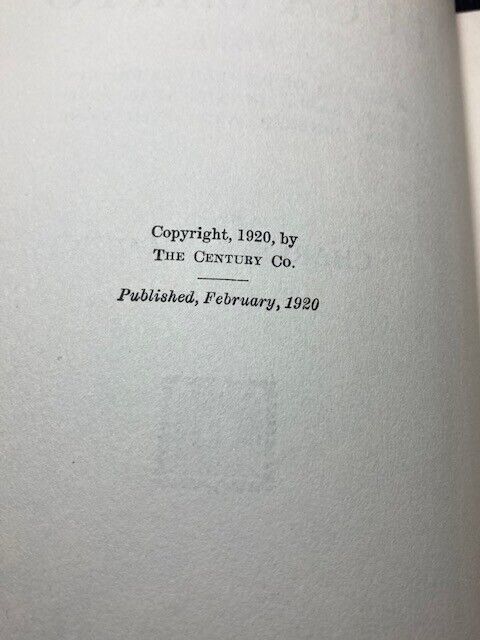 Copyright, 1920, by
THE CENTURY CO.
Published, February, 1920